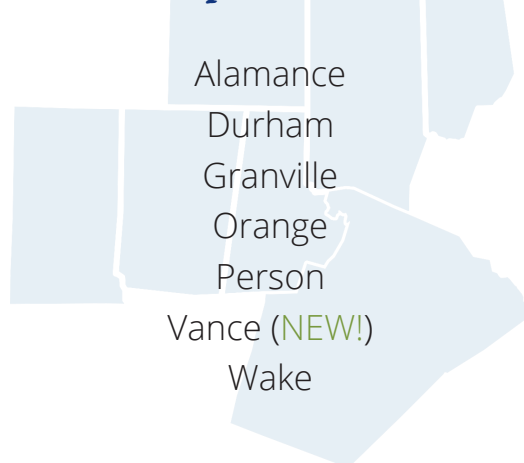 Alamance
Durham
Granville
Orange
Person
Vance (NEW!)
Wake